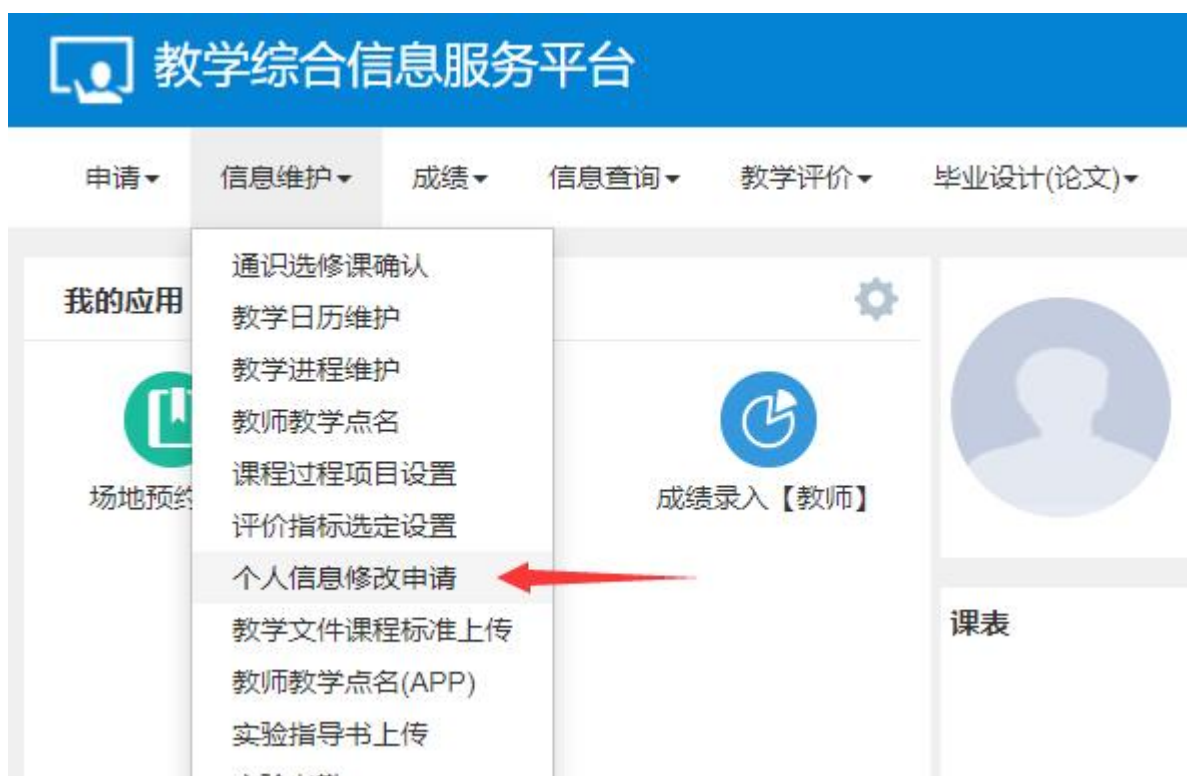 教学综合信息服务平台
申请 信息维护 成绩 信息查询 教学评价 毕业设计(论文)
我的应用
通识选修课确认
教学日历维护
教学进程维护
教师教学点名
课程过程项目设置
评价指标选定设置
个人信息修改申请
教学文件课程标准上传
教师教学点名(APP)
实验指导书上传
场地预约
成绩录入【教师】
课表